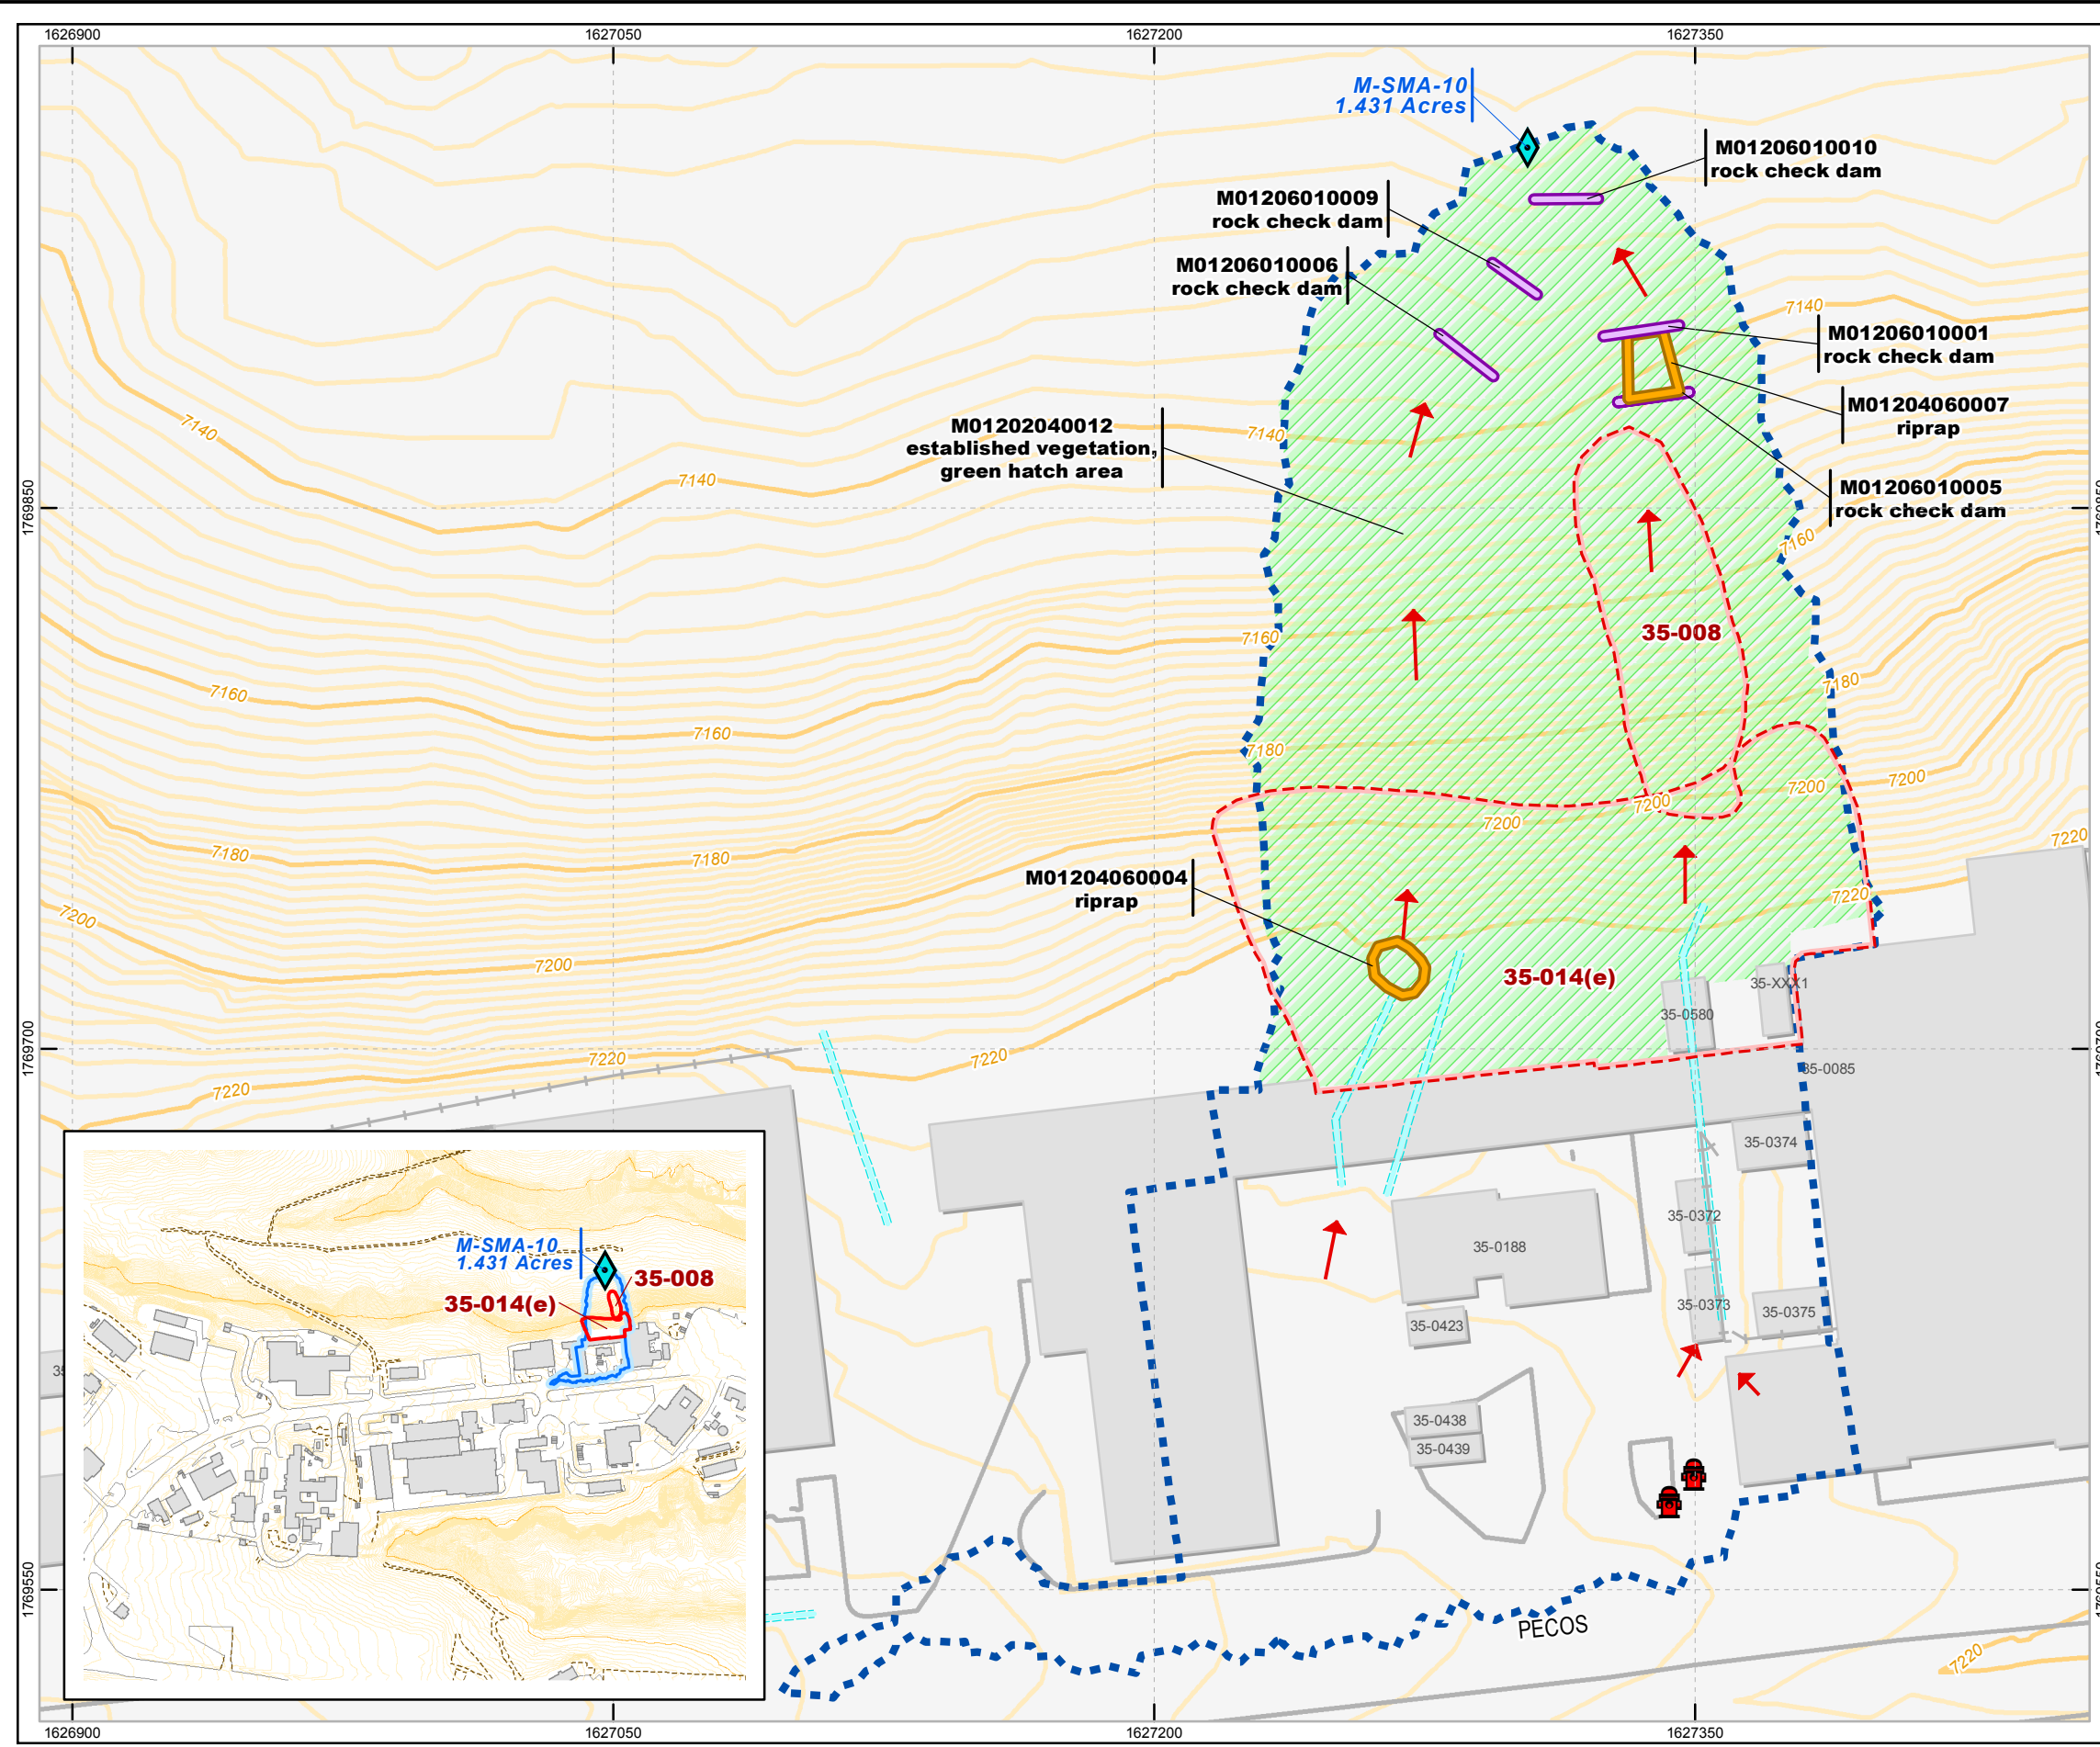 1626900
1627050
1627200
1627350
M-SMA-10
1.431 Acres
M01206010010
rock check dam
M01206010009
rock check dam
M01206010006
rock check dam
7140
M01206010001
rock check dam
M01204060007
riprap
7140
M01202040012
established vegetation,
green hatch area
7140
7140
M01206010005
rock check dam
1769850
7160
35-008
7160
7180
7160
7160
7180
7200
7200
7200
7200
7220
7180
7180
M01204060004
riprap
7220
7200
7200
35-014(e)
35-XXX1
35-0580
1769700
7220
7220
7220
35-0085
35-0374
35-0372
35-0188
35-0373
35-0375
35-0423
35-0438
35-0439
M-SMA-10
1.431 Acres
35-008
35-014(e)
1769550
PECOS
7220
1626900
1627050
1627200
1627350